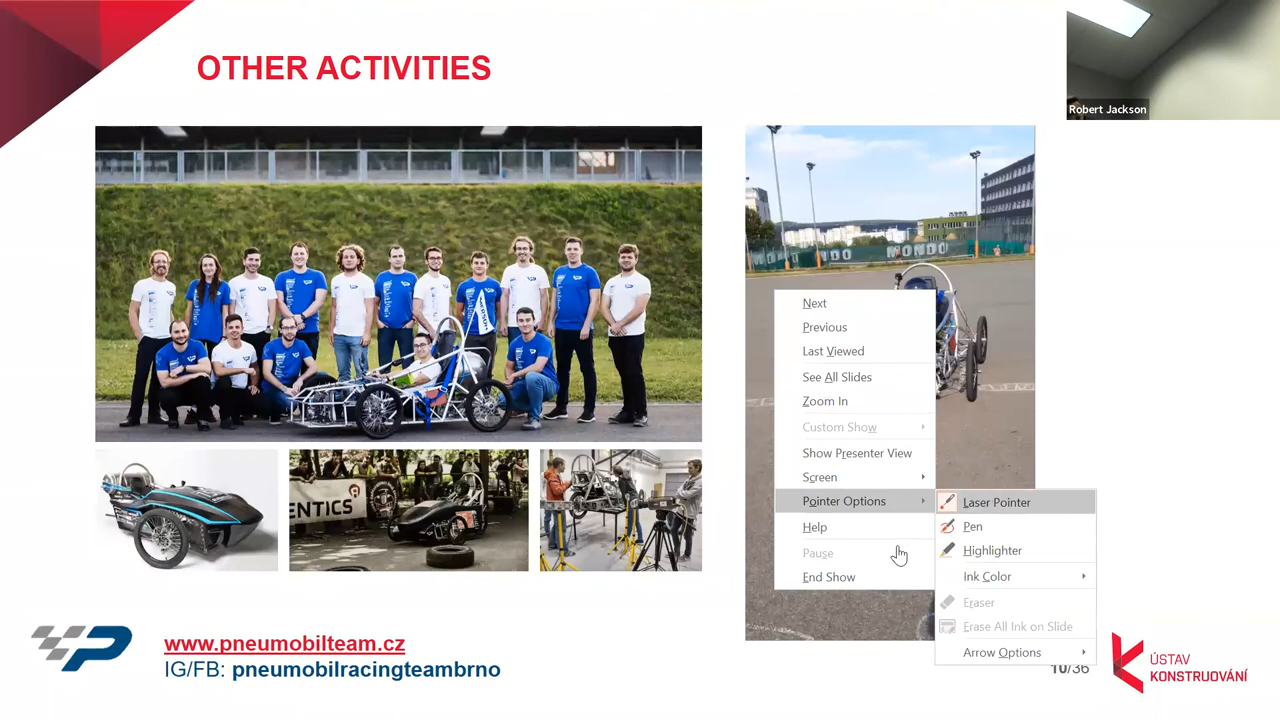 OTHER ACTIVITIES
Robert Jackson
MONDO
EMERSON
ENTICS
Next
Previous
Last Viewed
See All Slides
Zoom In
Custom Show
Show Presenter View
Screen
Pointer Options
Help
Pause
End Show
Laser Pointer
Pen
Highlighter
Ink Color
Eraser
Erase All Ink on Slide
Arrow Options
www.pneumobilteam.cz
IG/FB: pneumobilracingteambrno
10/36
ÚSTAV
KONSTRUOVÁNÍ